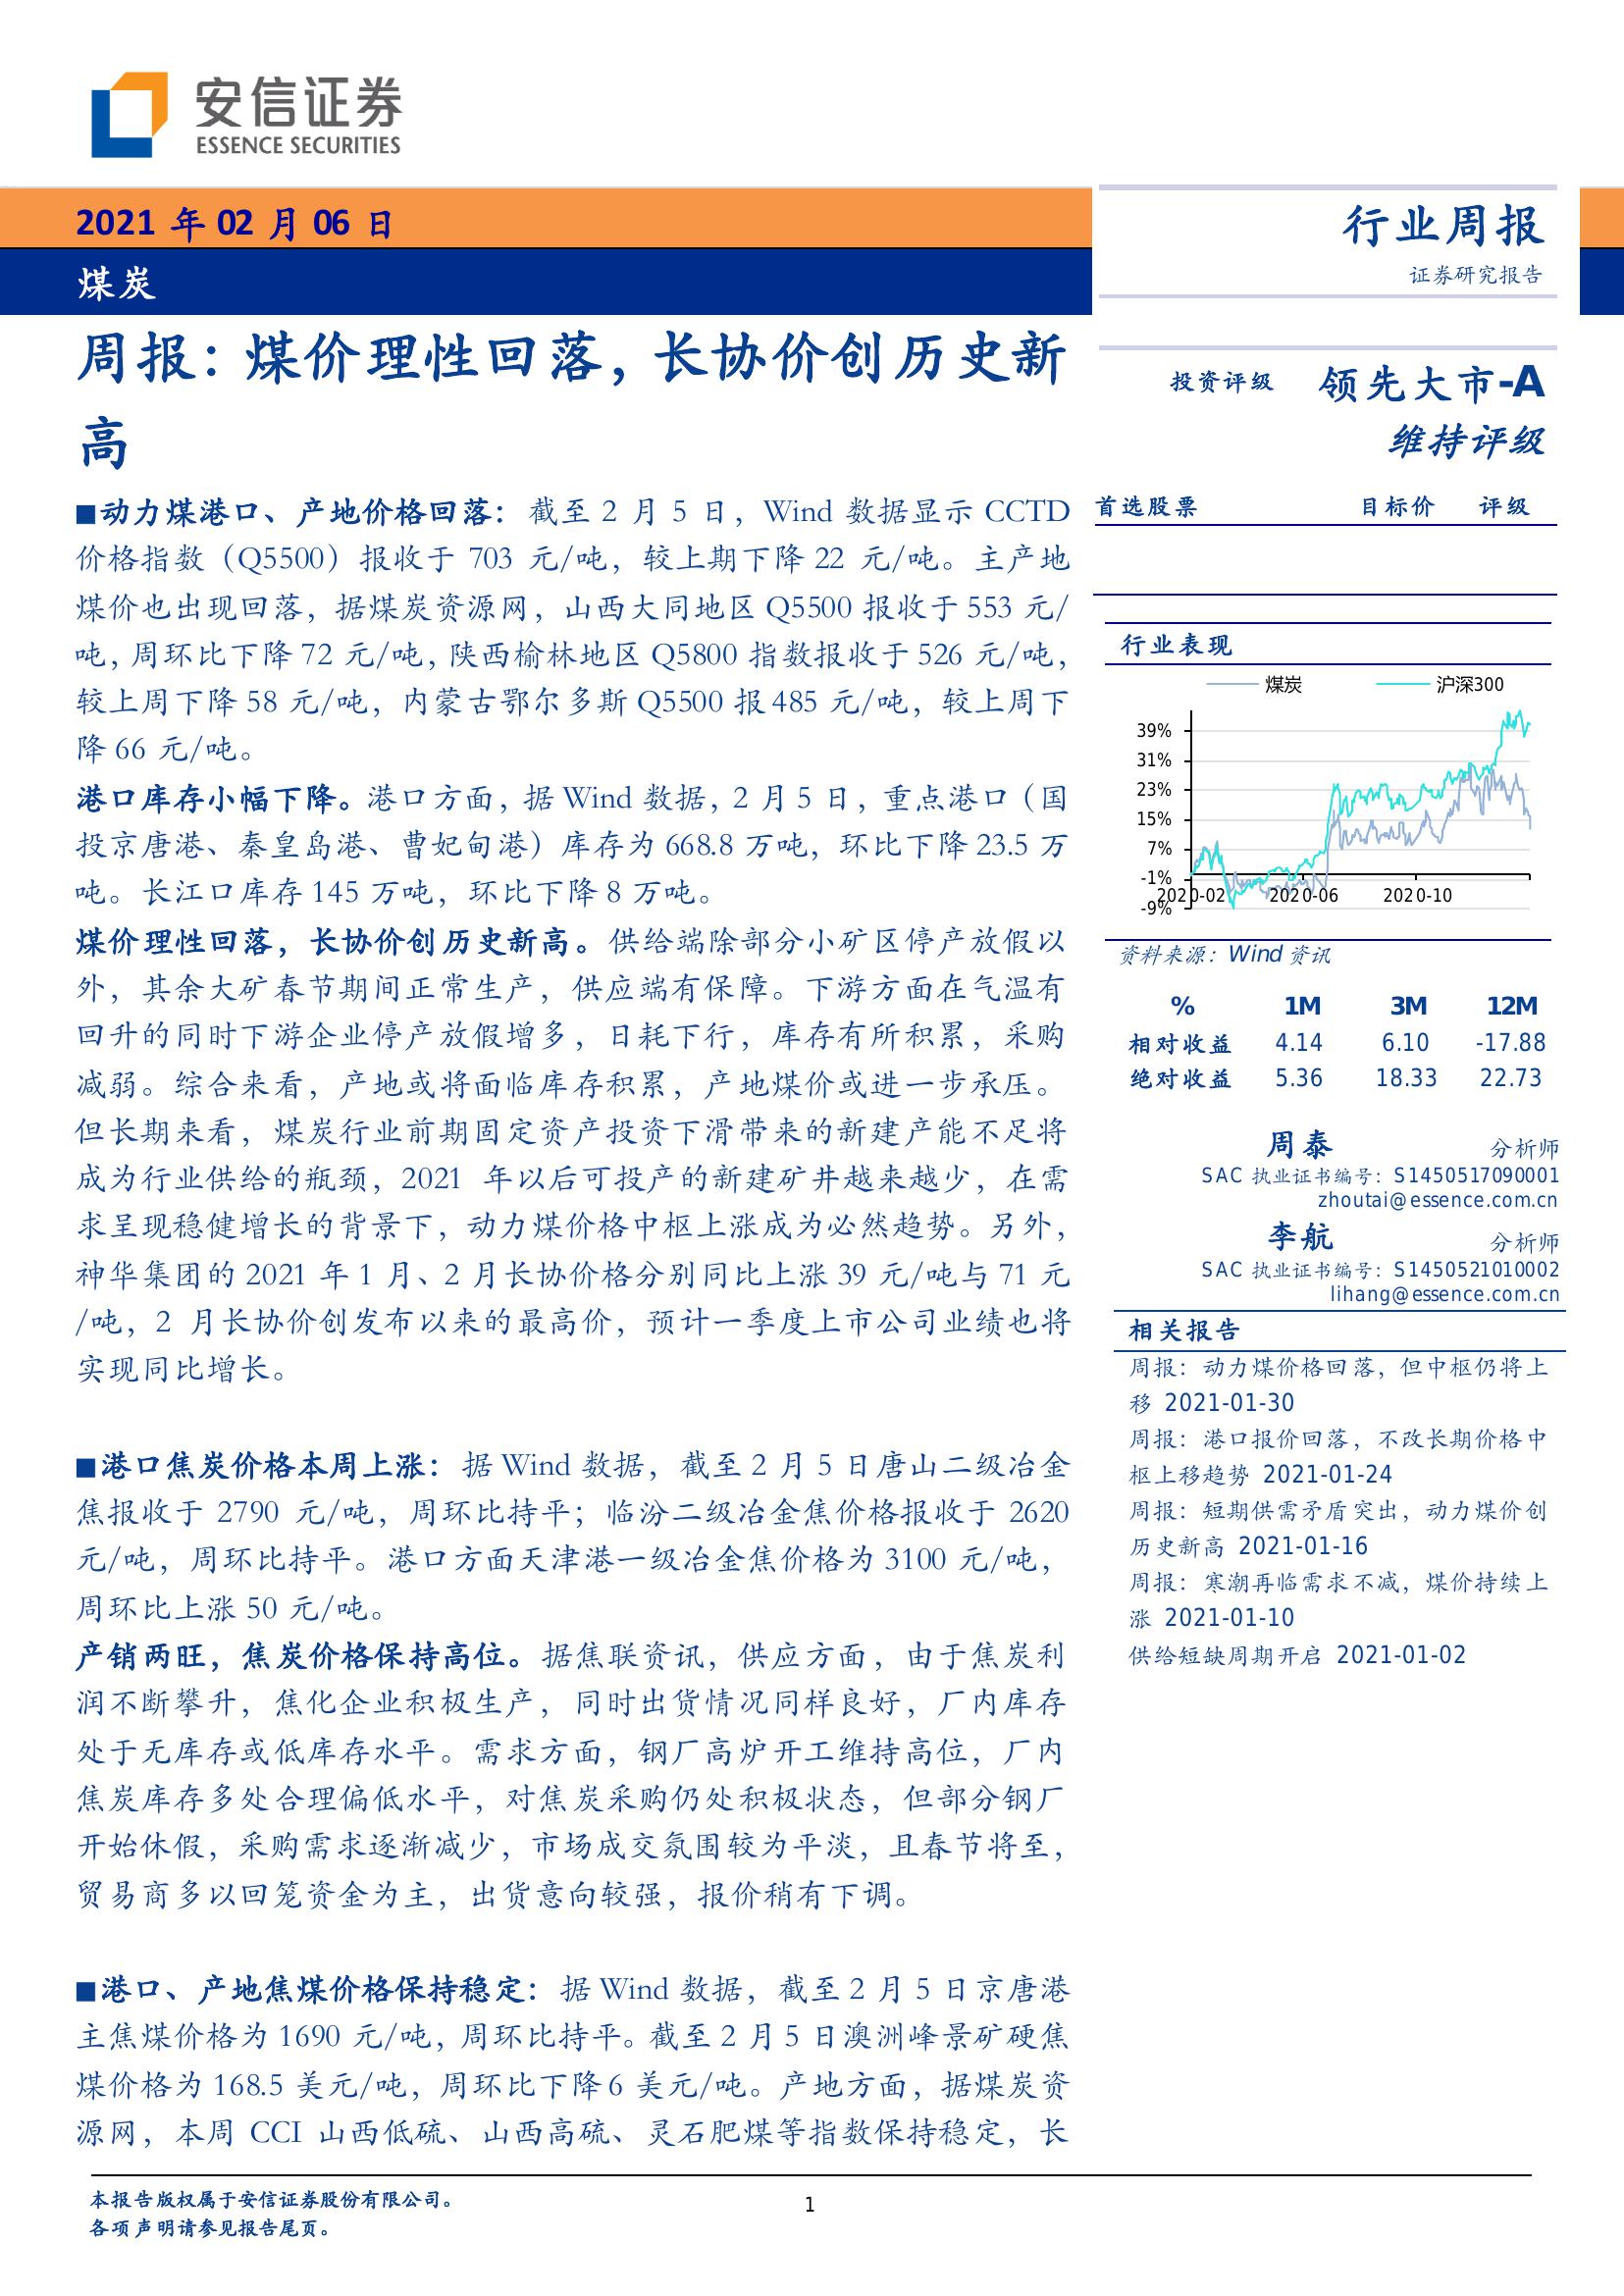 安信证券
ESSENCE SECURITIES
2021 年 02 月 06 日
煤炭
行业周报
证券研究报告
周报：煤价理性回落，长协价创历史新
高
■动力煤港口、产地价格回落：截至 2 月 5 日，Wind 数据显示 CCTD
价格指数（Q5500）报收于 703 元/吨，较上期下降 22 元/吨。主产地
煤价也出现回落，据煤炭资源网，山西大同地区 Q5500 报收于 553 元/
吨，周环比下降 72 元/吨，陕西榆林地区 Q5800 指数报收于 526 元/吨，
较上周下降 58 元/吨，内蒙古鄂尔多斯 Q5500 报 485 元/吨，较上周下
降 66 元/吨。
港口库存小幅下降。港口方面，据 Wind 数据，2 月 5 日，重点港口（国
投京唐港、秦皇岛港、曹妃甸港）库存为 668.8 万吨，环比下降 23.5 万
吨。长江口库存 145 万吨，环比下降 8 万吨。
煤价理性回落，长协价创历史新高。供给端除部分小矿区停产放假以
外，其余大矿春节期间正常生产，供应端有保障。下游方面在气温有
回升的同时下游企业停产放假增多，日耗下行，库存有所积累，采购
减弱。综合来看，产地或将面临库存积累，产地煤价或进一步承压。
但长期来看，煤炭行业前期固定资产投资下滑带来的新建产能不足将
成为行业供给的瓶颈，2021 年以后可投产的新建矿井越来越少，在需
求呈现稳健增长的背景下，动力煤价格中枢上涨成为必然趋势。另外，
神华集团的 2021 年 1 月、2 月长协价格分别同比上涨 39 元/吨与 71 元
/吨，2 月长协价创发布以来的最高价，预计一季度上市公司业绩也将
实现同比增长。
■港口焦炭价格本周上涨：据 Wind 数据，截至 2 月 5 日唐山二级冶金
焦报收于 2790 元/吨，周环比持平；临汾二级冶金焦价格报收于 2620
元/吨，周环比持平。港口方面天津港一级冶金焦价格为 3100 元/吨，
周环比上涨 50 元/吨。
产销两旺，焦炭价格保持高位。据焦联资讯，供应方面，由于焦炭利
润不断攀升，焦化企业积极生产，同时出货情况同样良好，厂内库存
处于无库存或低库存水平。需求方面，钢厂高炉开工维持高位，厂内
焦炭库存多处合理偏低水平，对焦炭采购仍处积极状态，但部分钢厂
开始休假，采购需求逐渐减少，市场成交氛围较为平淡，且春节将至，
贸易商多以回笼资金为主，出货意向较强，报价稍有下调。
■港口、产地焦煤价格保持稳定：据 Wind 数据，截至 2 月 5 日京唐港
主焦煤价格为 1690 元/吨，周环比持平。截至 2 月 5 日澳洲峰景矿硬焦
煤价格为 168.5 美元/吨，周环比下降 6 美元/吨。产地方面，据煤炭资
源网，本周 CCI 山西低硫、山西高硫、灵石肥煤等指数保持稳定，长
投资评级 领先大市-A
维持评级
首选股票 目标价 评级
行业表现
煤炭 沪深300
39%
31%
23%
15%
7%
-1%
-9%
2020-02 2020-06 2020-10
资料来源：Wind 资讯
% 1M 3M 12M
相对收益 4.14 6.10 -17.88
绝对收益 5.36 18.33 22.73
周泰 分析师
SAC 执业证书编号：S1450517090001
zhoutai@essence.com.cn
李航 分析师
SAC 执业证书编号：S1450521010002
lihang@essence.com.cn
相关报告
周报：动力煤价格回落，但中枢仍将上
移 2021-01-30
周报：港口报价回落，不改长期价格中
枢上移趋势 2021-01-24
周报：短期供需矛盾突出，动力煤价创
历史新高 2021-01-16
周报：寒潮再临需求不减，煤价持续上
涨 2021-01-10
供给短缺周期开启 2021-01-02
本报告版权属于安信证券股份有限公司。
各项声明请参见报告尾页。
1